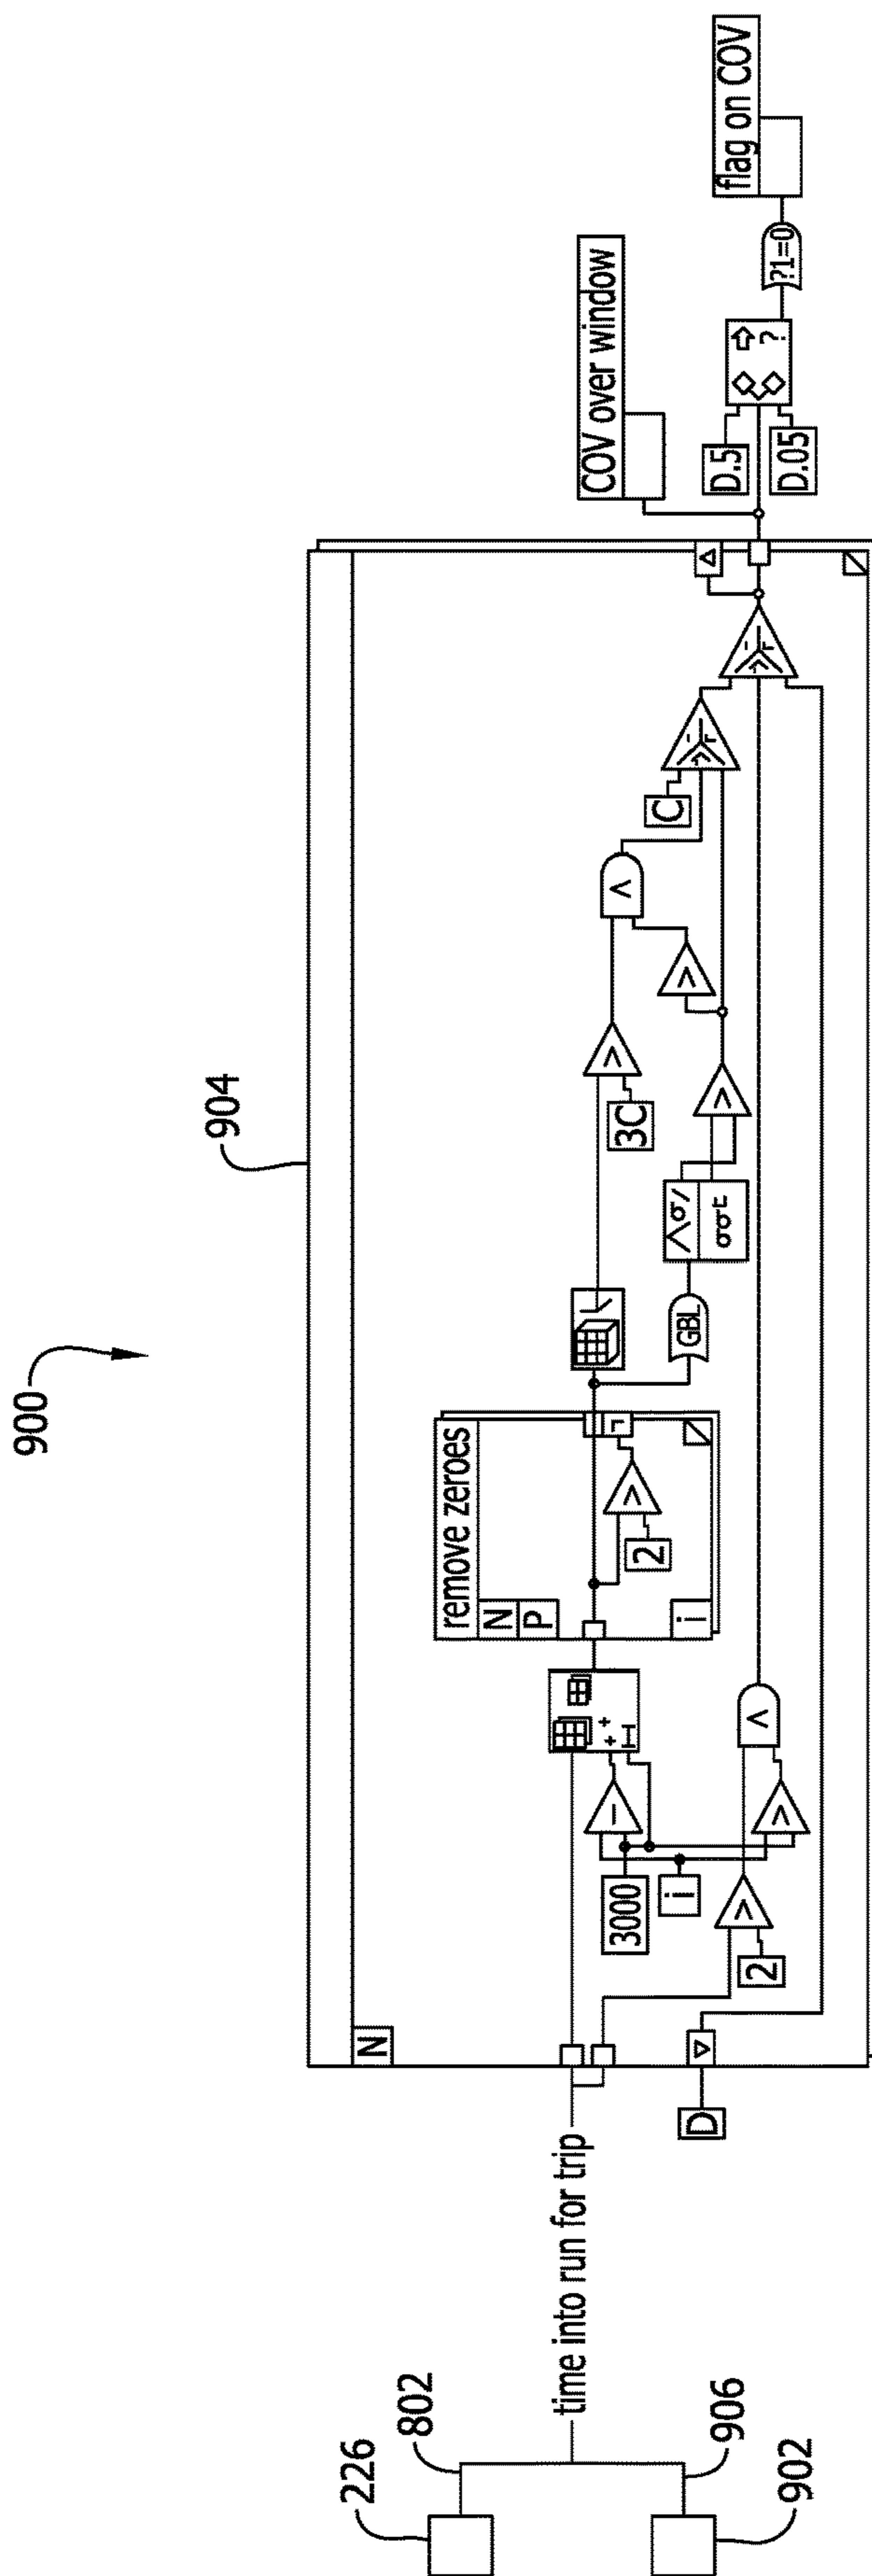 900
904
226
802
902
906
time into run for trip
D
N
3000
i
2
remove zeroes
N
P
i
2
GBL
3C
σ
σσt
C
COV over window
D.5
D.05
?
?1=0
flag on COV